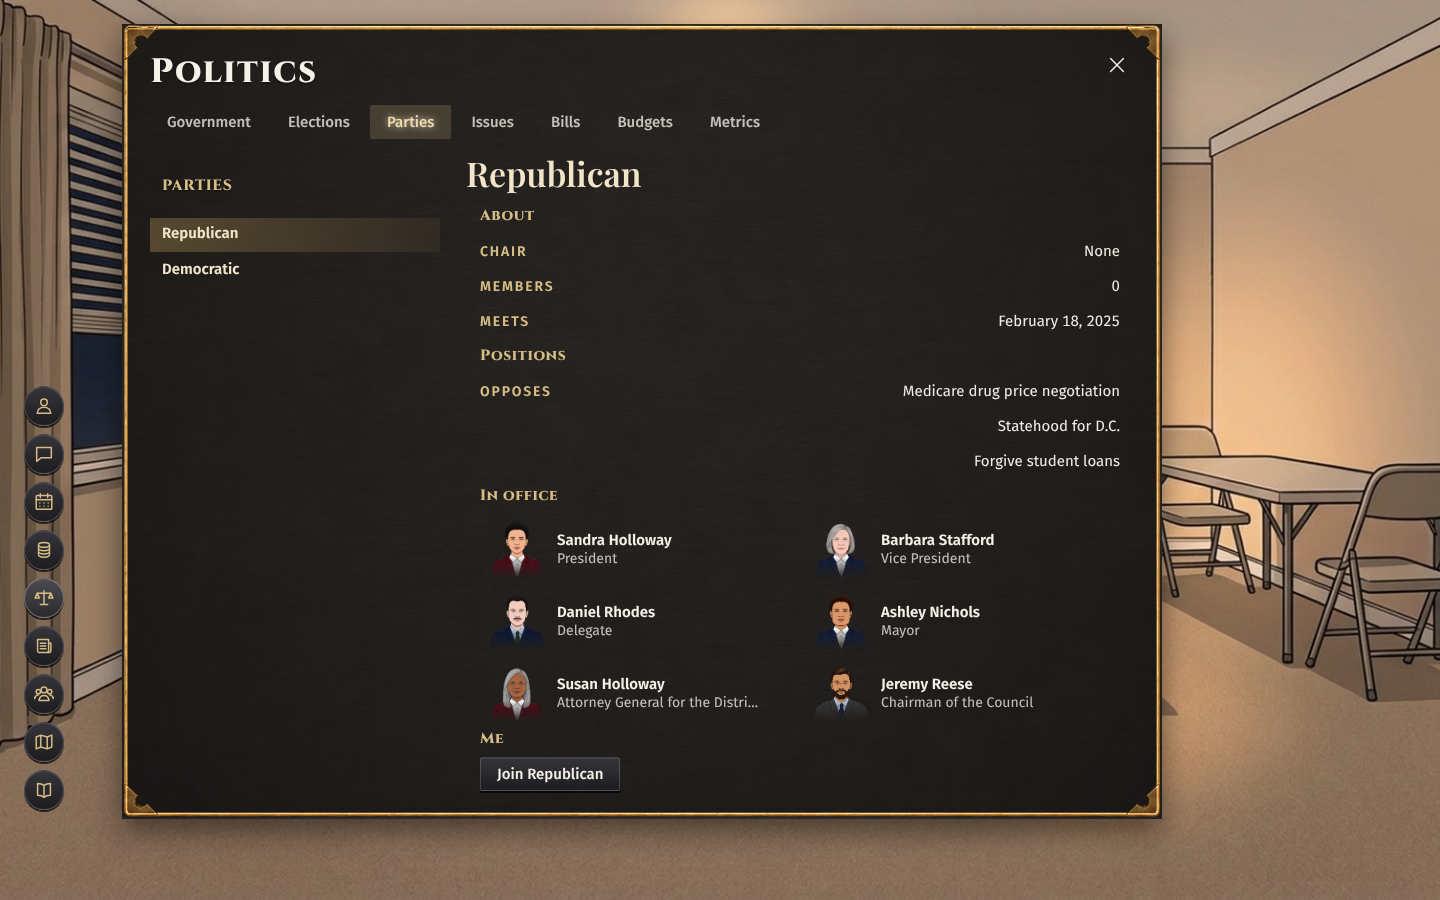 Politics
Government Elections Parties Issues Bills Budgets Metrics
Parties
Republican
Democratic
Republican
About
CHAIR None
MEMBERS 0
MEETS February 18, 2025
Positions
OPPOSES Medicare drug price negotiation
Statehood for D.C.
Forgive student loans
In office
Sandra Holloway
President
Barbara Stafford
Vice President
Daniel Rhodes
Delegate
Ashley Nichols
Mayor
Susan Holloway
Attorney General for the Distri...
Jeremy Reese
Chairman of the Council
Me
Join Republican